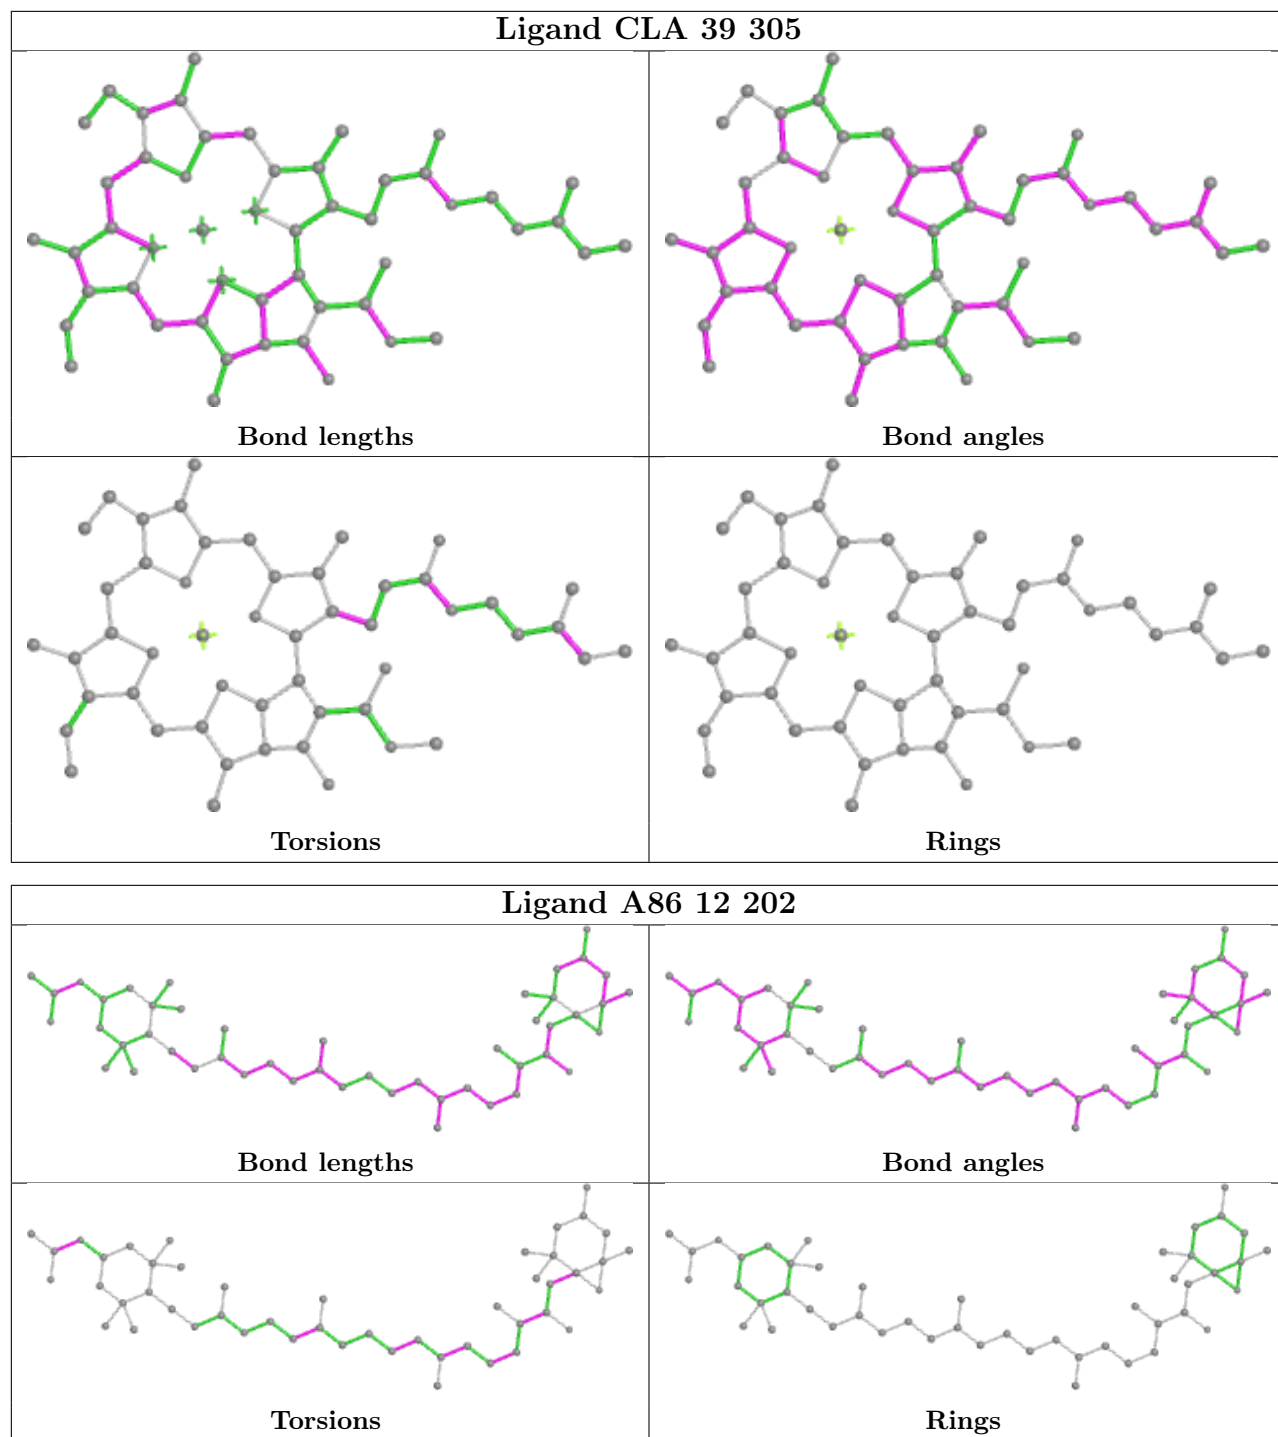 Ligand CLA 39 305
Bond lengths
Bond angles
Torsions
Rings
Ligand A86 12 202
Bond lengths
Bond angles
Torsions
Rings